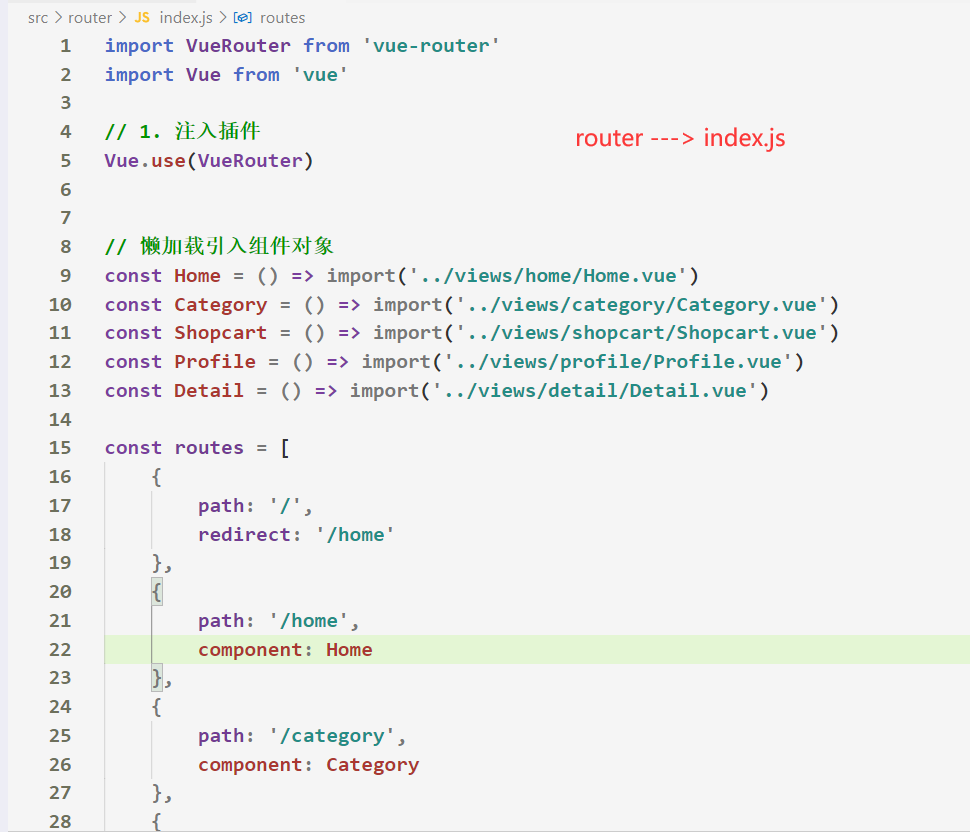 src > router > JS index.js > routes
1 import VueRouter from 'vue-router'
2 import Vue from 'vue'
3
4 // 1. 注入插件
router ---> index.js
5 Vue.use(VueRouter)
6
7
8 // 懒加载引入组件对象
9 const Home = () => import('../views/home/Home.vue')
10 const Category = () => import('../views/category/Category.vue')
11 const Shopcart = () => import('../views/shopcart/Shopcart.vue')
12 const Profile = () => import('../views/profile/Profile.vue')
13 const Detail = () => import('../views/detail/Detail.vue')
14
15 const routes = [
16     {
17         path: '/',
18         redirect: '/home'
19     },
20     {
21         path: '/home',
22         component: Home
23     },
24     {
25         path: '/category',
26         component: Category
27     },
28     {